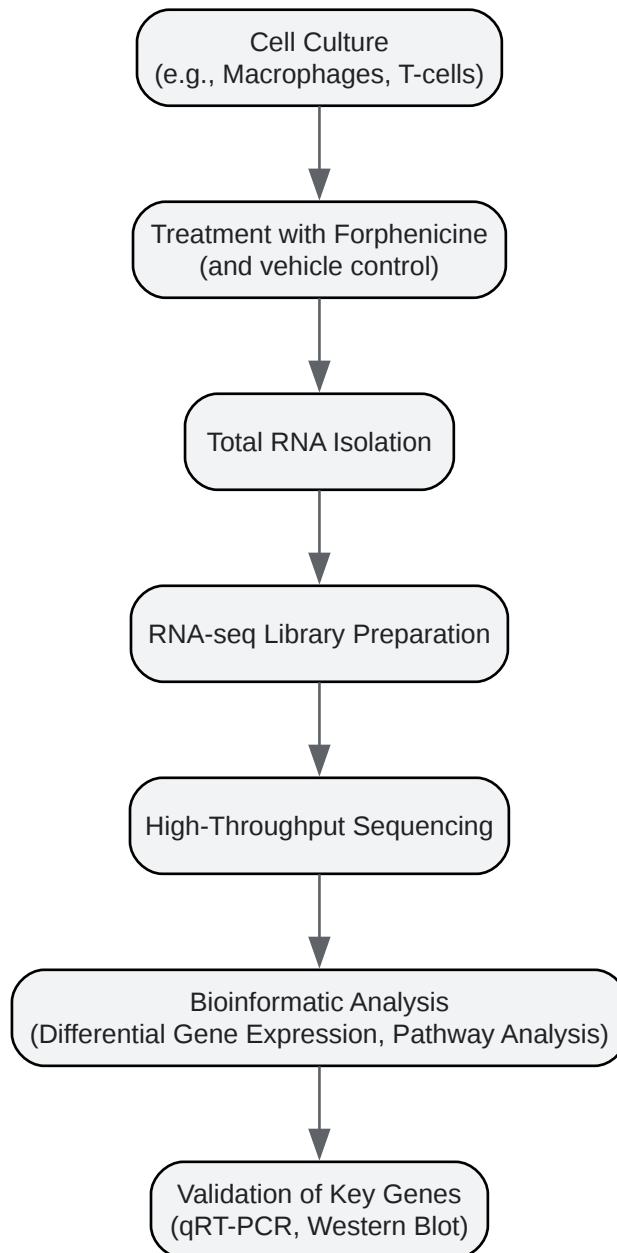 Cell Culture
(e.g., Macrophages, T-cells)
Treatment with Forphenicine
(and vehicle control)
Total RNA Isolation
RNA-seq Library Preparation
High-Throughput Sequencing
Bioinformatic Analysis
(Differential Gene Expression, Pathway Analysis)
Validation of Key Genes
(qRT-PCR, Western Blot)